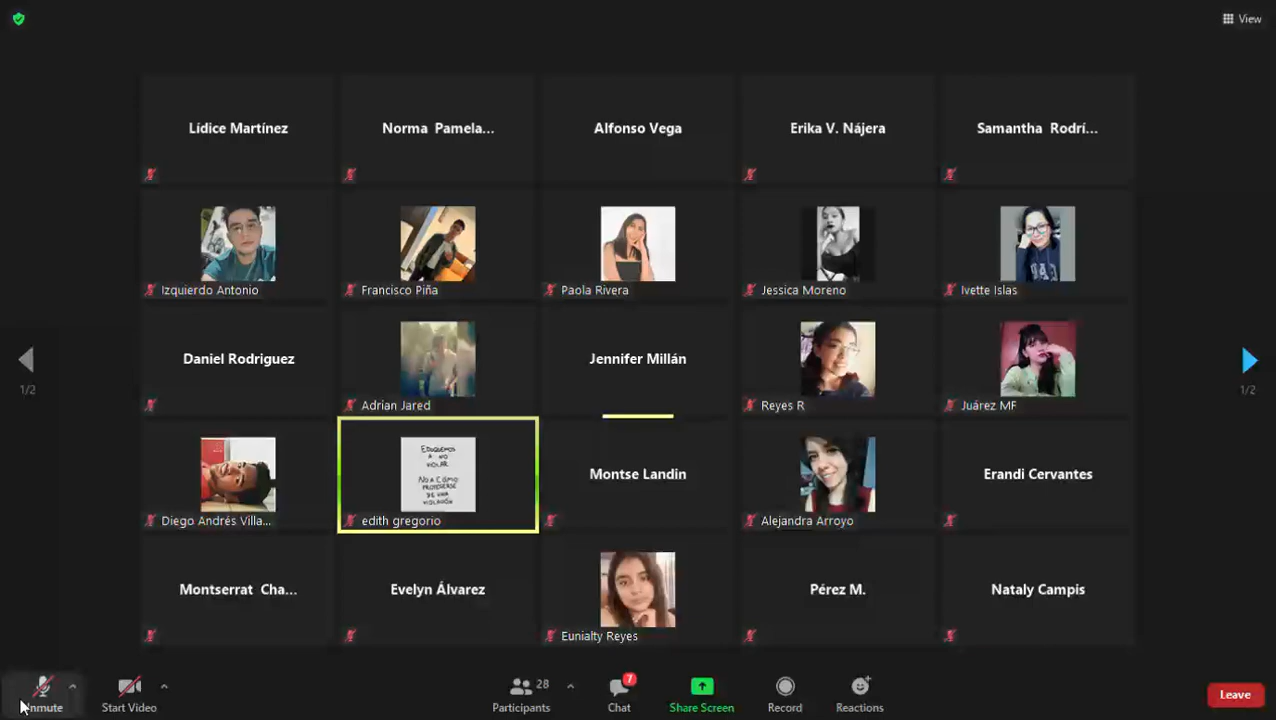 View
Lídice Martínez
Norma Pamela...
Alfonso Vega
Erika V. Nájera
Samantha Rodrí...
Izquierdo Antonio
Francisco Piña
Paola Rivera
Jessica Moreno
Ivette Islas
Daniel Rodriguez
Adrian Jared
Jennifer Millán
Reyes R
Juárez MF
1/2
1/2
Diego Andrés Villa...
EDUQUEMOS
A NO
VIOLAR.
NO A CÓMO
PROTEGERSE
DE UNA
VIOLACIÓN
edith gregorio
Montse Landin
Alejandra Arroyo
Erandi Cervantes
Montserrat Cha...
Evelyn Álvarez
Eunialty Reyes
Pérez M.
Nataly Campis
Unmute
Start Video
28
Participants
7
Chat
Share Screen
Record
Reactions
Leave